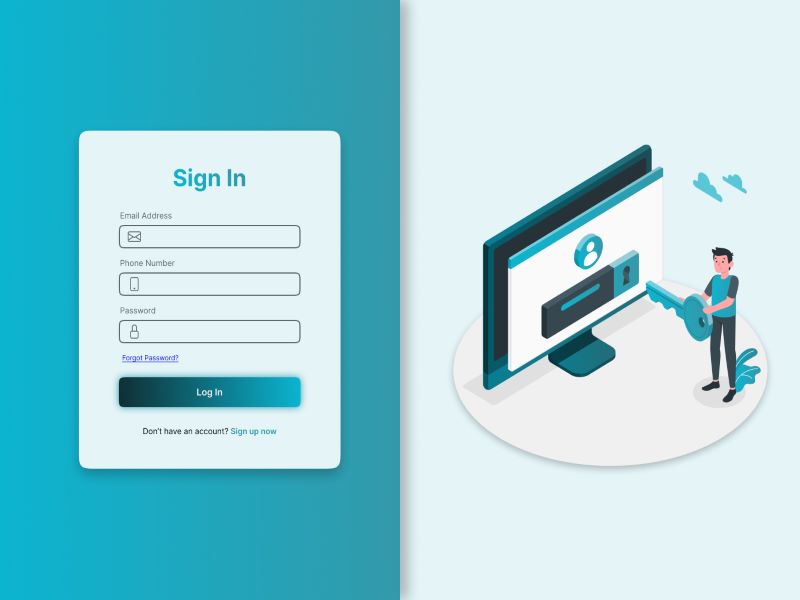 Sign In
Email Address
Phone Number
Password
Forgot Password?
Log In
Don't have an account? Sign up now